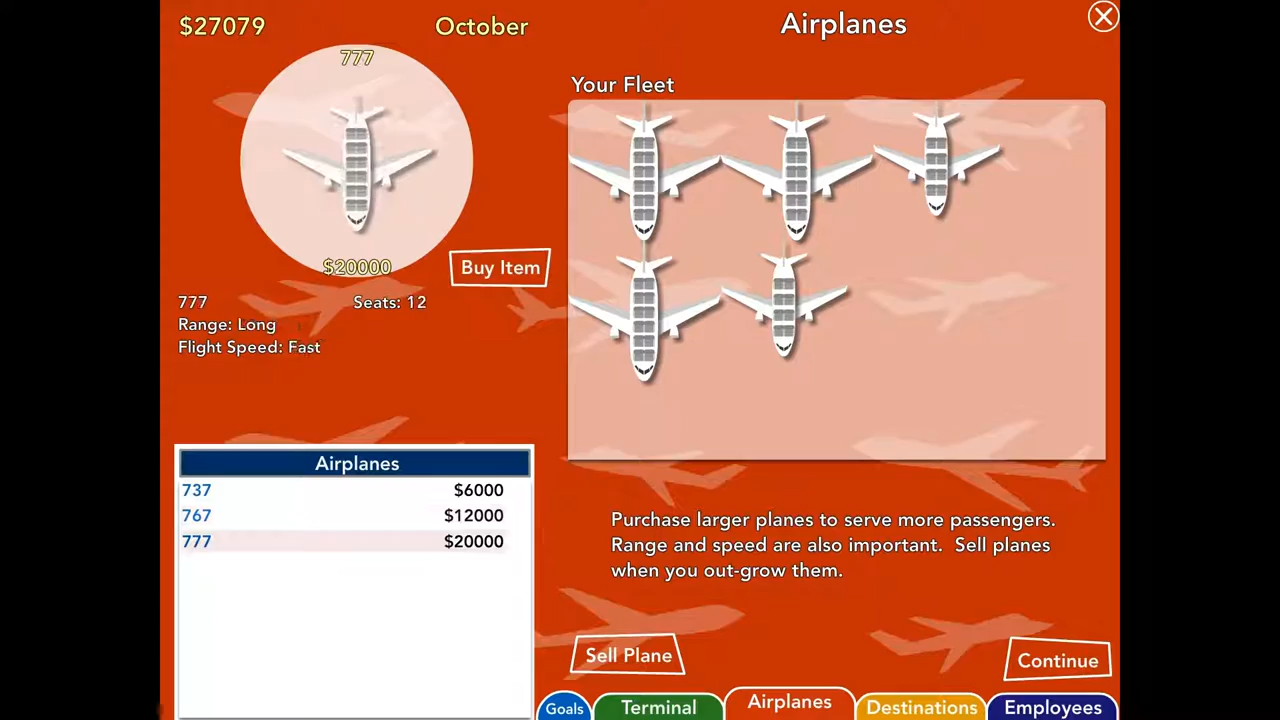 $27079
October
Airplanes
777
Your Fleet
$20000
Buy Item
777 Seats: 12
Range: Long
Flight Speed: Fast
Airplanes
737 $6000
767 $12000
777 $20000
Purchase larger planes to serve more passengers.
Range and speed are also important. Sell planes
when you out-grow them.
Sell Plane
Continue
Goals
Terminal
Airplanes
Destinations
Employees